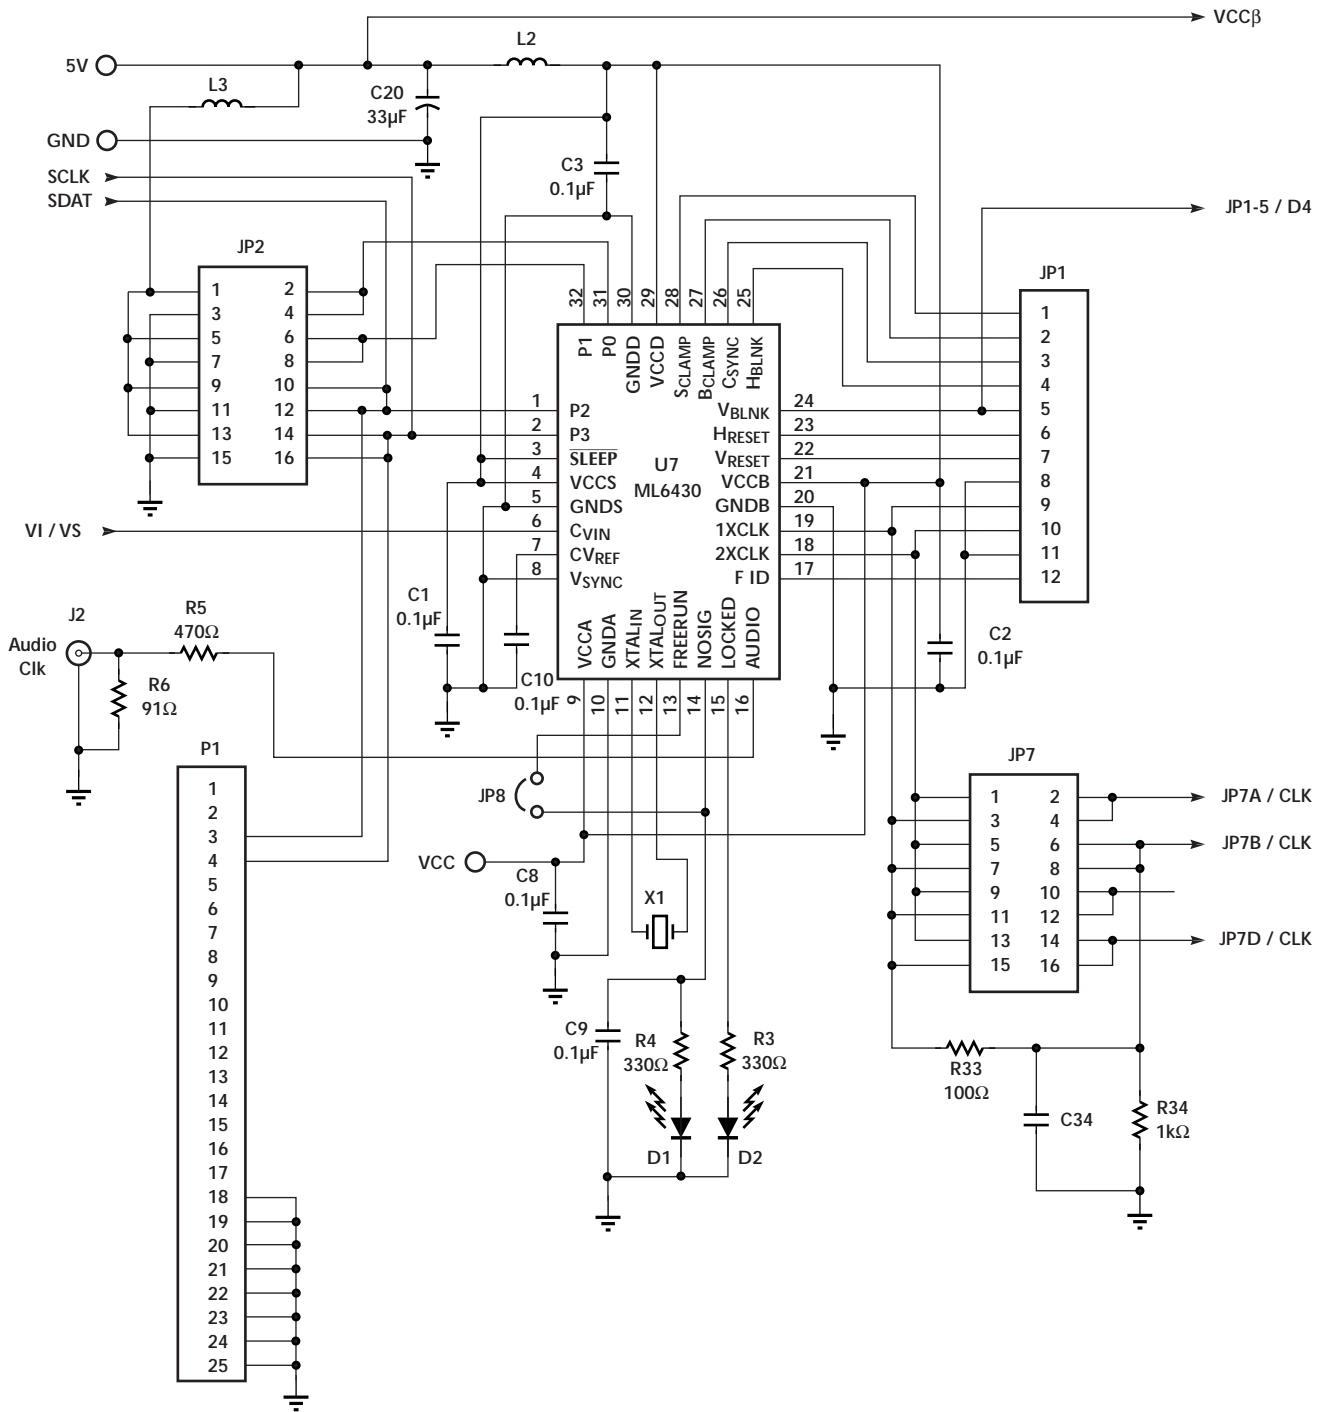 VCCβ
5V
L2
L3
C20
33µF
GND
SCLK
SDAT
C3
0.1µF
JP1-5 / D4
JP2
1 2
3 4
5 6
7 8
9 10
11 12
13 14
15 16
JP1
1
2
3
4
5
6
7
8
9
10
11
12
32 31 30 29 28 27 26 25
P1 P0 GNDD VCCD SCLAMP BCLAMP CSYNC HBLNK
1 P2
2 P3
3 SLEEP
4 VCCS
5 GNDS
6 CVIN
7 CVREF
8 VSYNC
U7
ML6430
VBLNK 24
HRESET 23
VRESET 22
VCCB 21
GNDB 20
1XCLK 19
2XCLK 18
F ID 17
VCCA GNDA XTALIN XTALOUT FREERUN NOSIG LOCKED AUDIO
9 10 11 12 13 14 15 16
VI / VS
C1
0.1µF
C10
0.1µF
C2
0.1µF
J2
Audio
Clk
R5
470Ω
R6
91Ω
P1
1
2
3
4
5
6
7
8
9
10
11
12
13
14
15
16
17
18
19
20
21
22
23
24
25
JP8
VCC
C8
0.1µF
X1
C9
0.1µF
R4
330Ω
R3
330Ω
D1
D2
JP7
1 2
3 4
5 6
7 8
9 10
11 12
13 14
15 16
JP7A / CLK
JP7B / CLK
JP7D / CLK
R33
100Ω
C34
R34
1kΩ